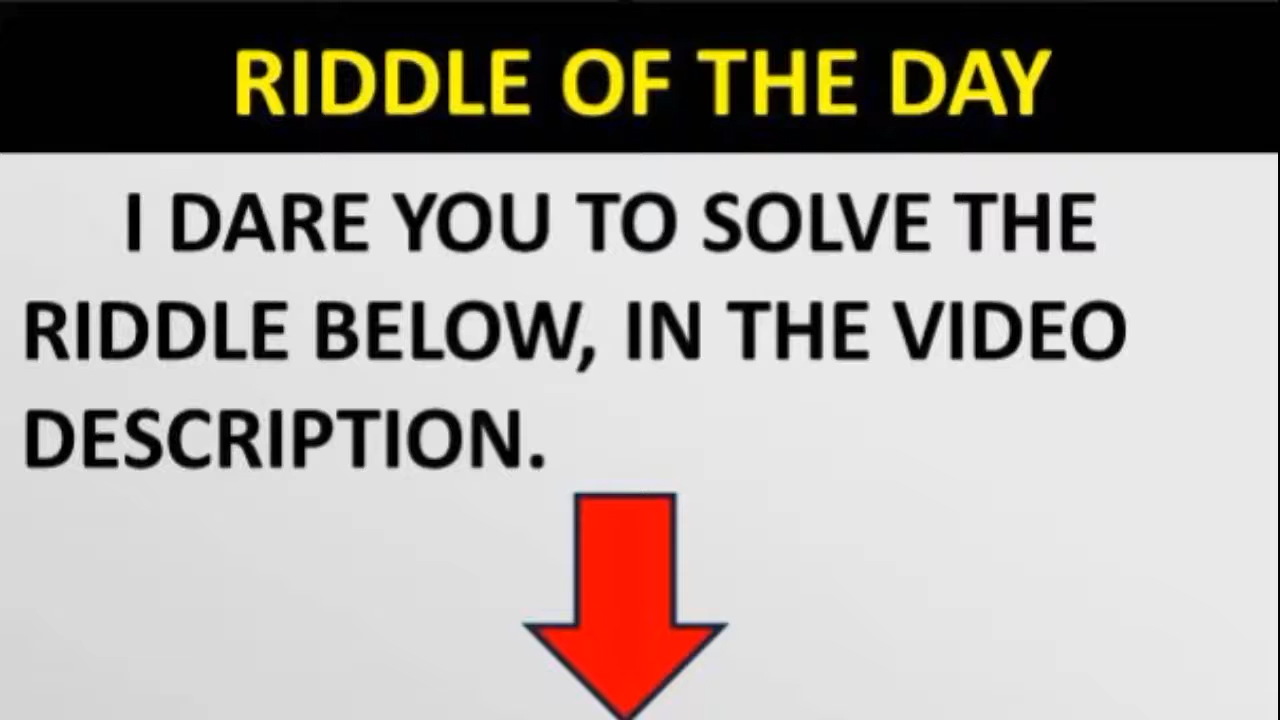 RIDDLE OF THE DAY
I DARE YOU TO SOLVE THE
RIDDLE BELOW, IN THE VIDEO
DESCRIPTION.